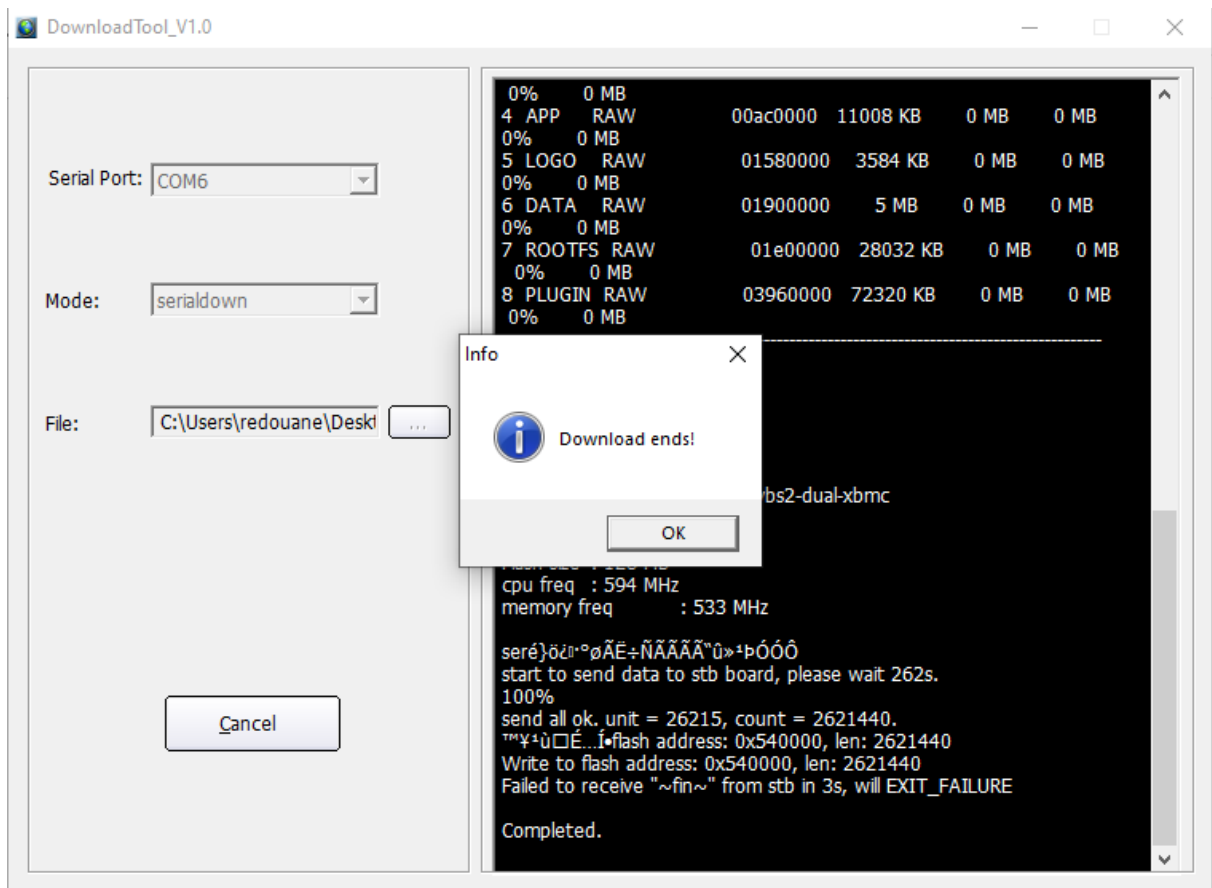 DownloadTool_V1.0
Serial Port:
COM6
Mode:
serialdown
File:
C:\Users\redouane\Deskt
...
Cancel
0% 0 MB
4 APP RAW 00ac0000 11008 KB 0 MB 0 MB
0% 0 MB
5 LOGO RAW 01580000 3584 KB 0 MB 0 MB
0% 0 MB
6 DATA RAW 01900000 5 MB 0 MB 0 MB
0% 0 MB
7 ROOTFS RAW 01e00000 28032 KB 0 MB 0 MB
0% 0 MB
8 PLUGIN RAW 03960000 72320 KB 0 MB 0 MB
0% 0 MB
Info
Download ends!
OK
vbs2-dual-xbmc
cpu freq : 594 MHz
memory freq : 533 MHz
start to send data to stb board, please wait 262s.
100%
send all ok. unit = 26215, count = 2621440.
flash address: 0x540000, len: 2621440
Write to flash address: 0x540000, len: 2621440
Failed to receive "~fin~" from stb in 3s, will EXIT_FAILURE
Completed.